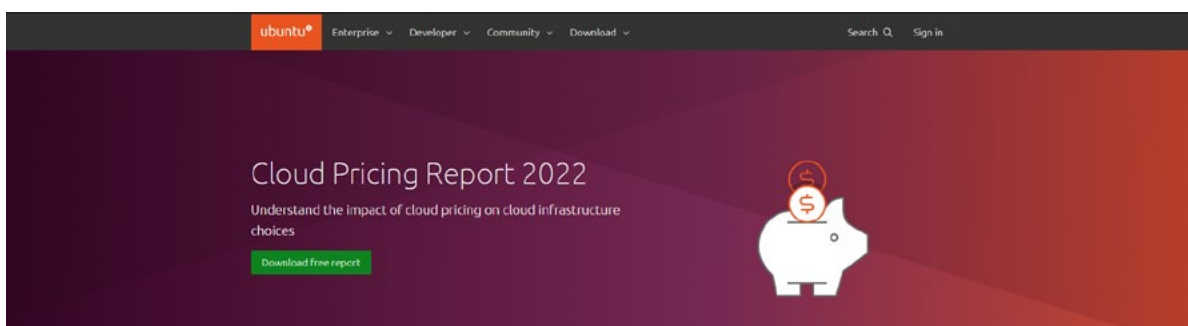 ubuntu Enterprise Developer Community Download Search Sign in
Cloud Pricing Report 2022
Understand the impact of cloud pricing on cloud infrastructure
choices
Download free report
$
$